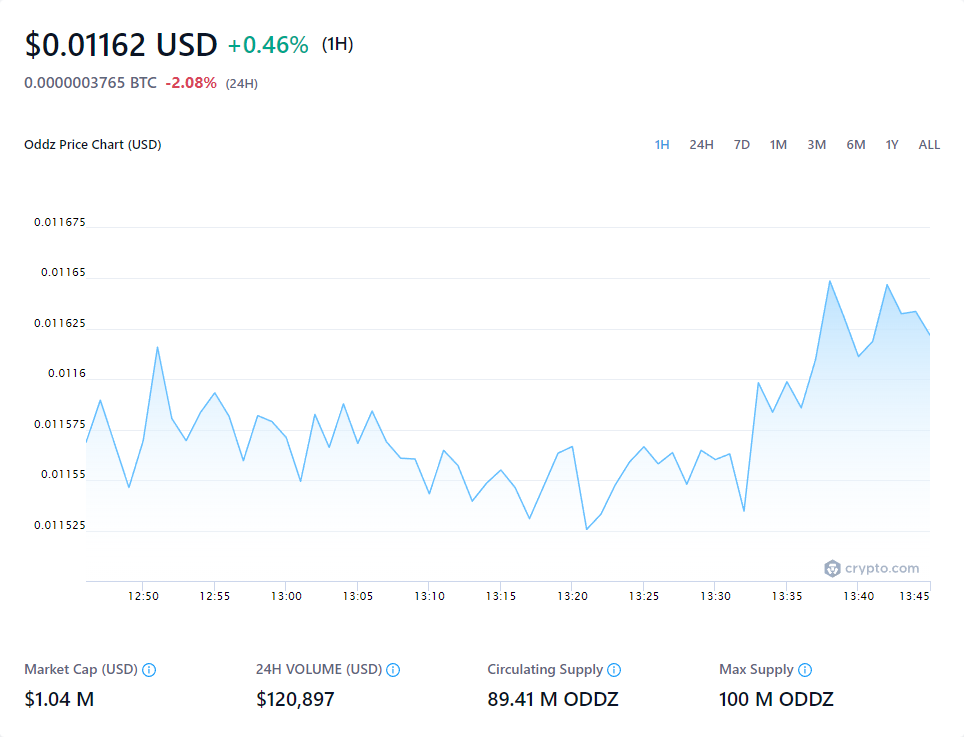 $0.01162 USD +0.46% (1H)
0.0000003765 BTC -2.08% (24H)
Oddz Price Chart (USD) 1H 24H 7D 1M 3M 6M 1Y ALL
0.011675
0.01165
0.011625
0.0116
0.011575
0.01155
0.011525
crypto.com
12:50 12:55 13:00 13:05 13:10 13:15 13:20 13:25 13:30 13:35 13:40 13:45
Market Cap (USD) 24H VOLUME (USD) Circulating Supply Max Supply
$1.04 M $120,897 89.41 M ODDZ 100 M ODDZ